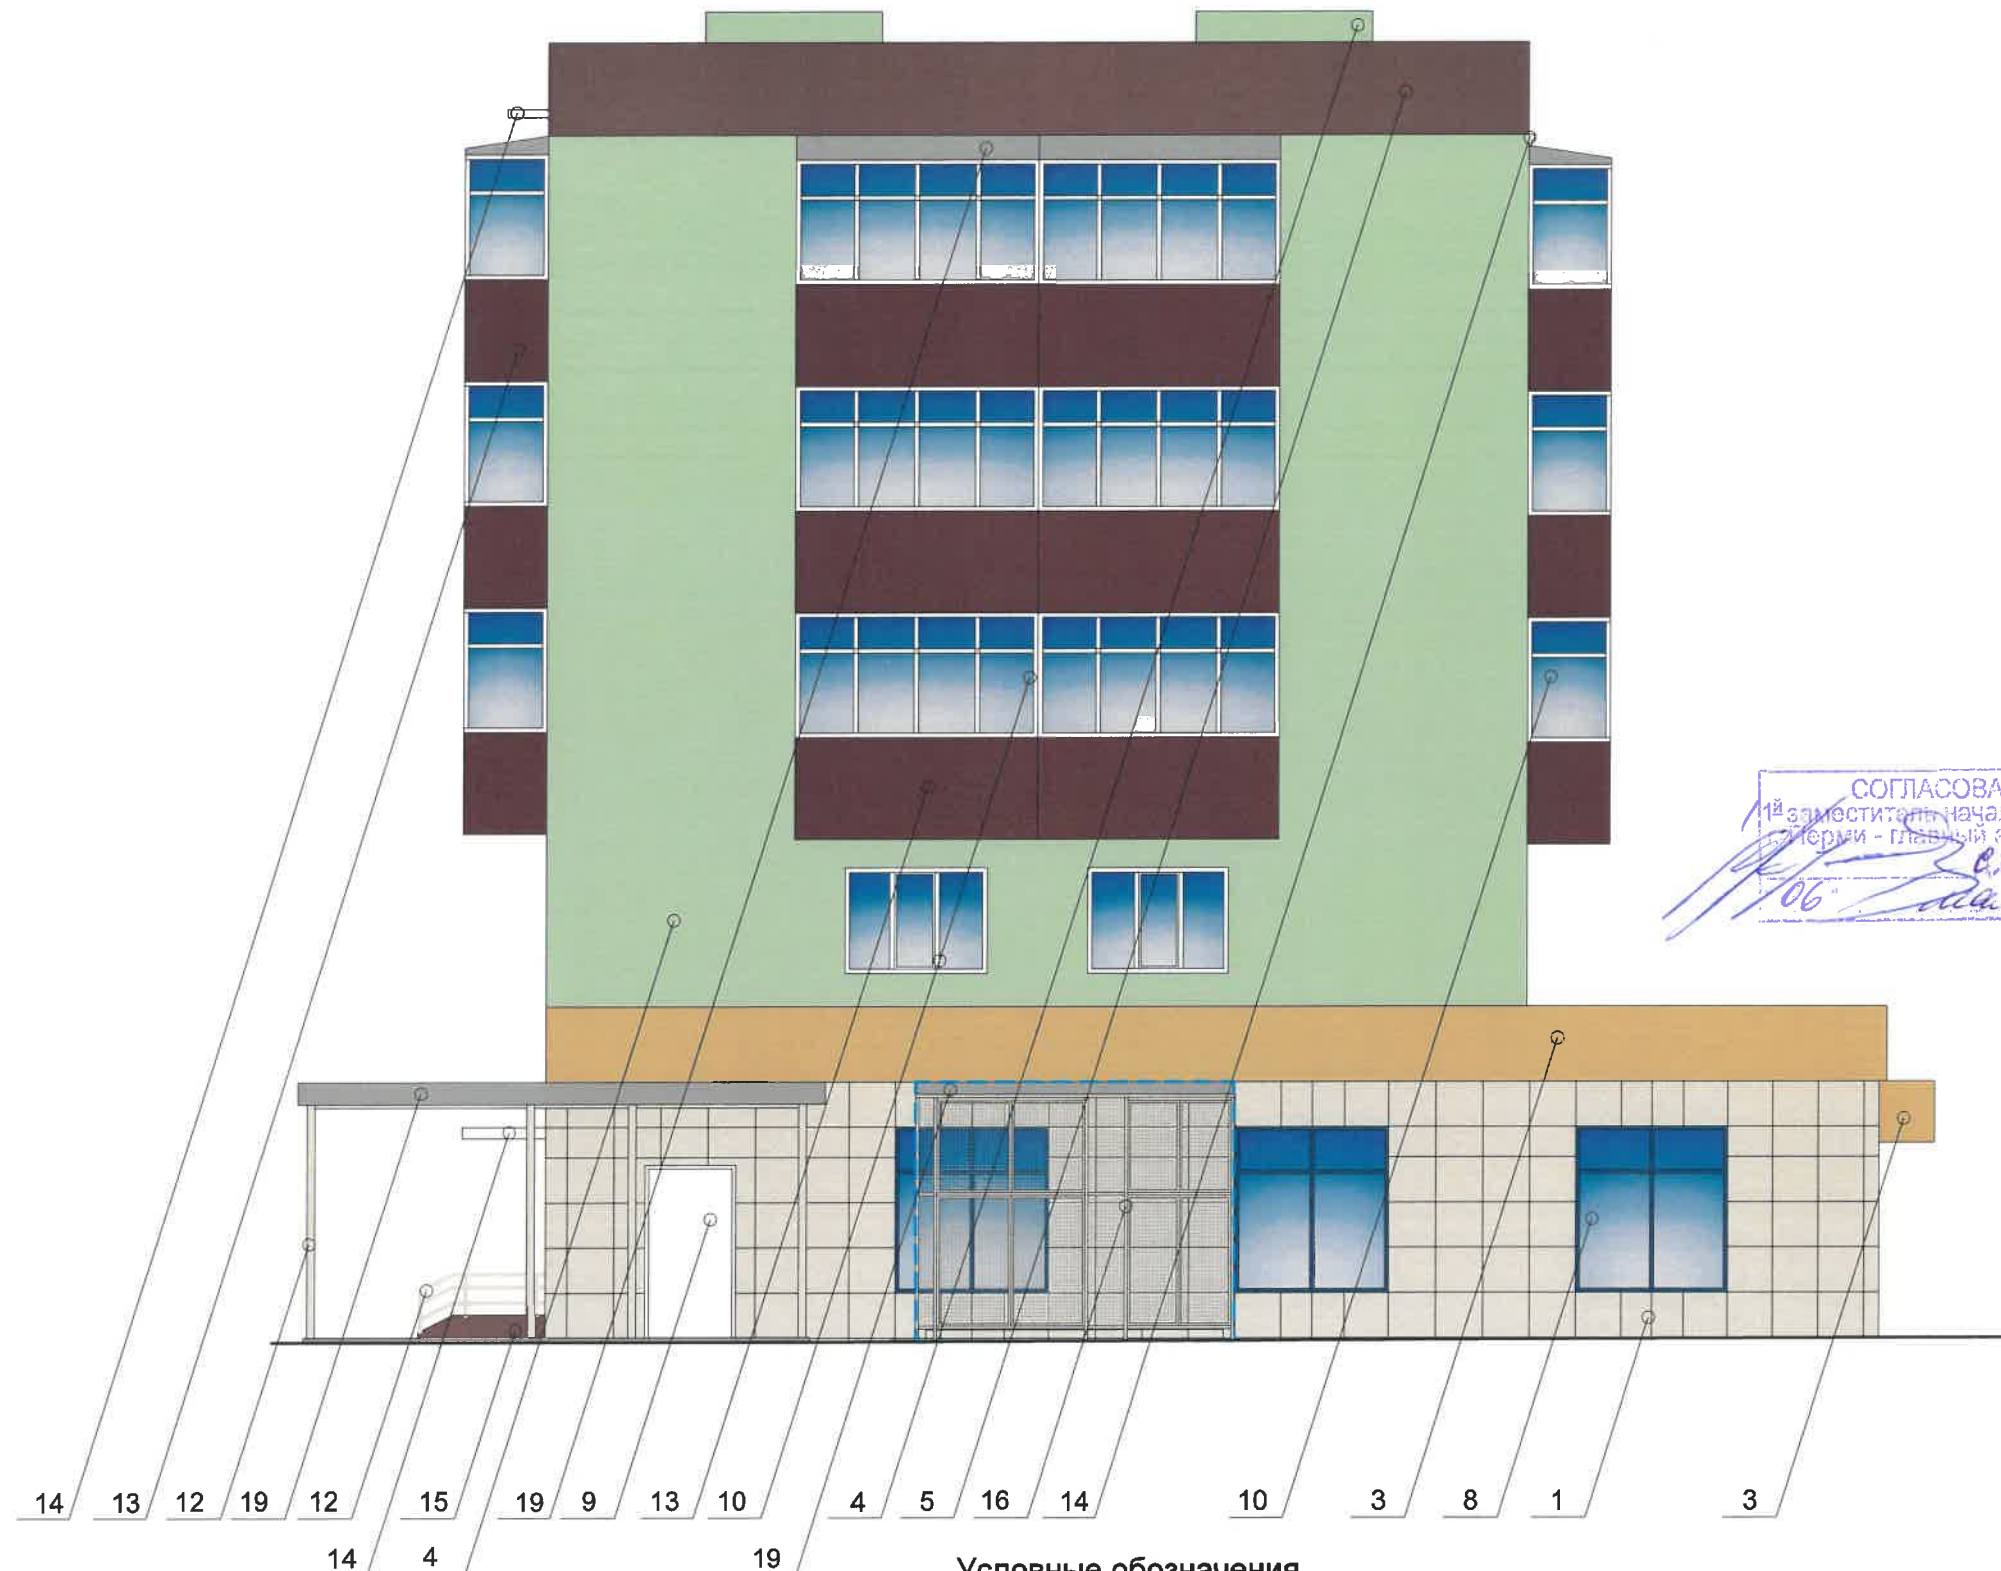 СОГЛАСОВА
1й заместитель нача
г. Перми - главный а
06
14 13 12 19 12 15 19 9 13 10 4 5 16 14 10 3 8 1 3
14 4 19
Условные обозначения